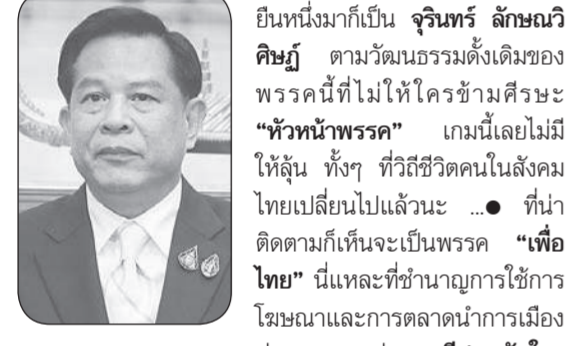 ยืนหนึ่งมาก็เป็น จุรินทร์ ลักษณวิ
ศิษฏ์ ตามวัฒนธรรมดั้งเดิมของ
พรรคนี้ที่ไม่ให้ใครข้ามศีรษะ
“หัวหน้าพรรค” เกมนี้เลยไม่มี
ให้ลุ้น ทั้งๆ ที่วิถีชีวิตคนในสังคม
ไทยเปลี่ยนไปแล้วนะ ...● ที่น่า
ติดตามก็เห็นจะเป็นพรรค “เพื่อ
ไทย” นี่แหละที่ชำนาญการใช้การ
โฆษณาและการตลาดนำการเมือง